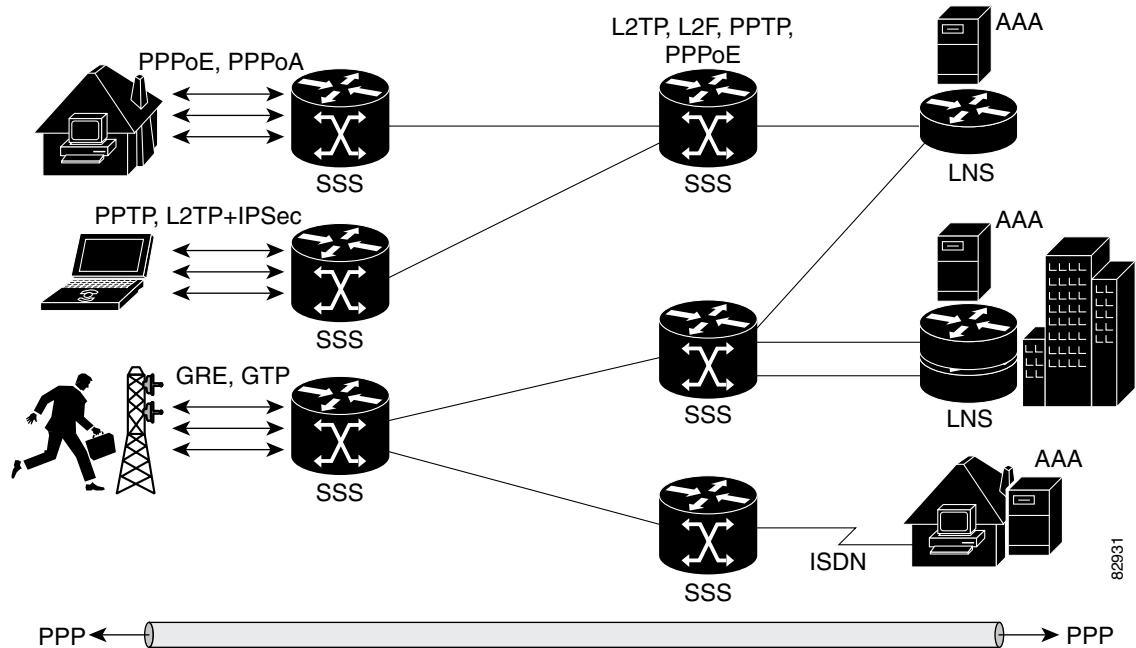 L2TP, L2F, PPTP,
PPPoE
AAA
PPPoE, PPPoA
SSS
SSS
LNS
PPTP, L2TP+IPSec
AAA
SSS
GRE, GTP
SSS
LNS
SSS
AAA
ISDN
SSS
82931
PPP
PPP